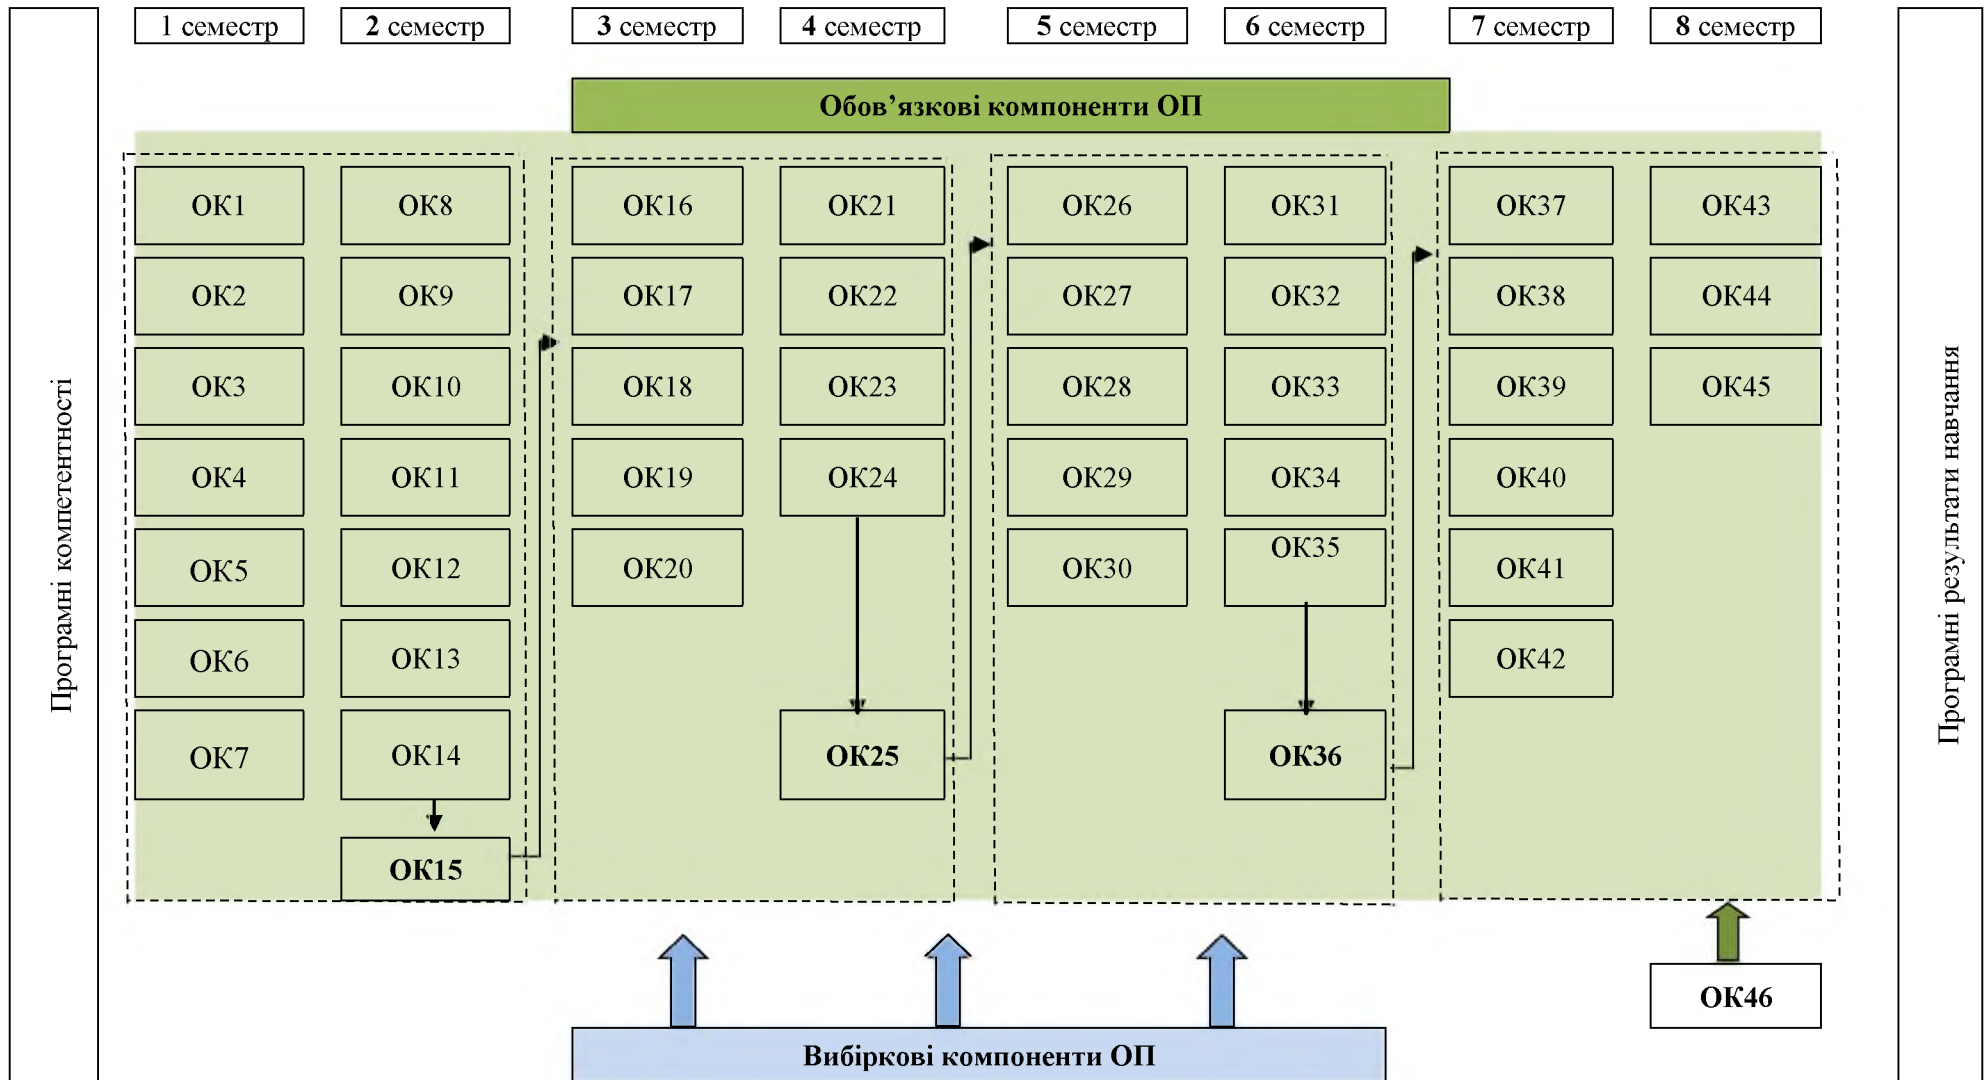 1 семестр
2 семестр
3 семестр
4 семестр
5 семестр
6 семестр
7 семестр
8 семестр
Програмні компетентності
Обов’язкові компоненти ОП
ОК1
ОК8
ОК16
ОК21
ОК26
ОК31
ОК37
ОК43
ОК2
ОК9
ОК17
ОК22
ОК27
ОК32
ОК38
ОК44
ОК3
ОК10
ОК18
ОК23
ОК28
ОК33
ОК39
ОК45
ОК4
ОК11
ОК19
ОК24
ОК29
ОК34
ОК40
ОК5
ОК12
ОК20
ОК30
ОК35
ОК41
ОК6
ОК13
ОК42
ОК7
ОК14
ОК25
ОК36
ОК15
ОК46
Вибіркові компоненти ОП
Програмні результати навчання